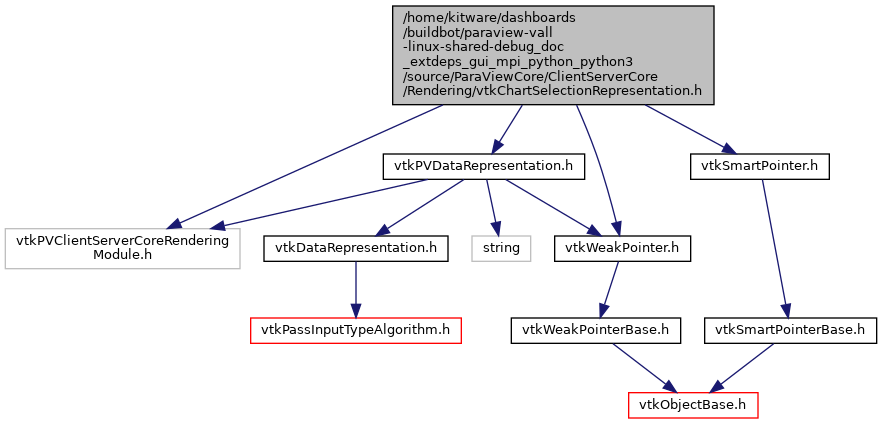 /home/kitware/dashboards
/buildbot/paraview-vall
-linux-shared-debug_doc
_extdeps_gui_mpi_python_python3
/source/ParaViewCore/ClientServerCore
/Rendering/vtkChartSelectionRepresentation.h
vtkPVDataRepresentation.h
vtkSmartPointer.h
vtkPVClientServerCoreRendering
Module.h
vtkDataRepresentation.h
string
vtkWeakPointer.h
vtkPassInputTypeAlgorithm.h
vtkWeakPointerBase.h
vtkSmartPointerBase.h
vtkObjectBase.h